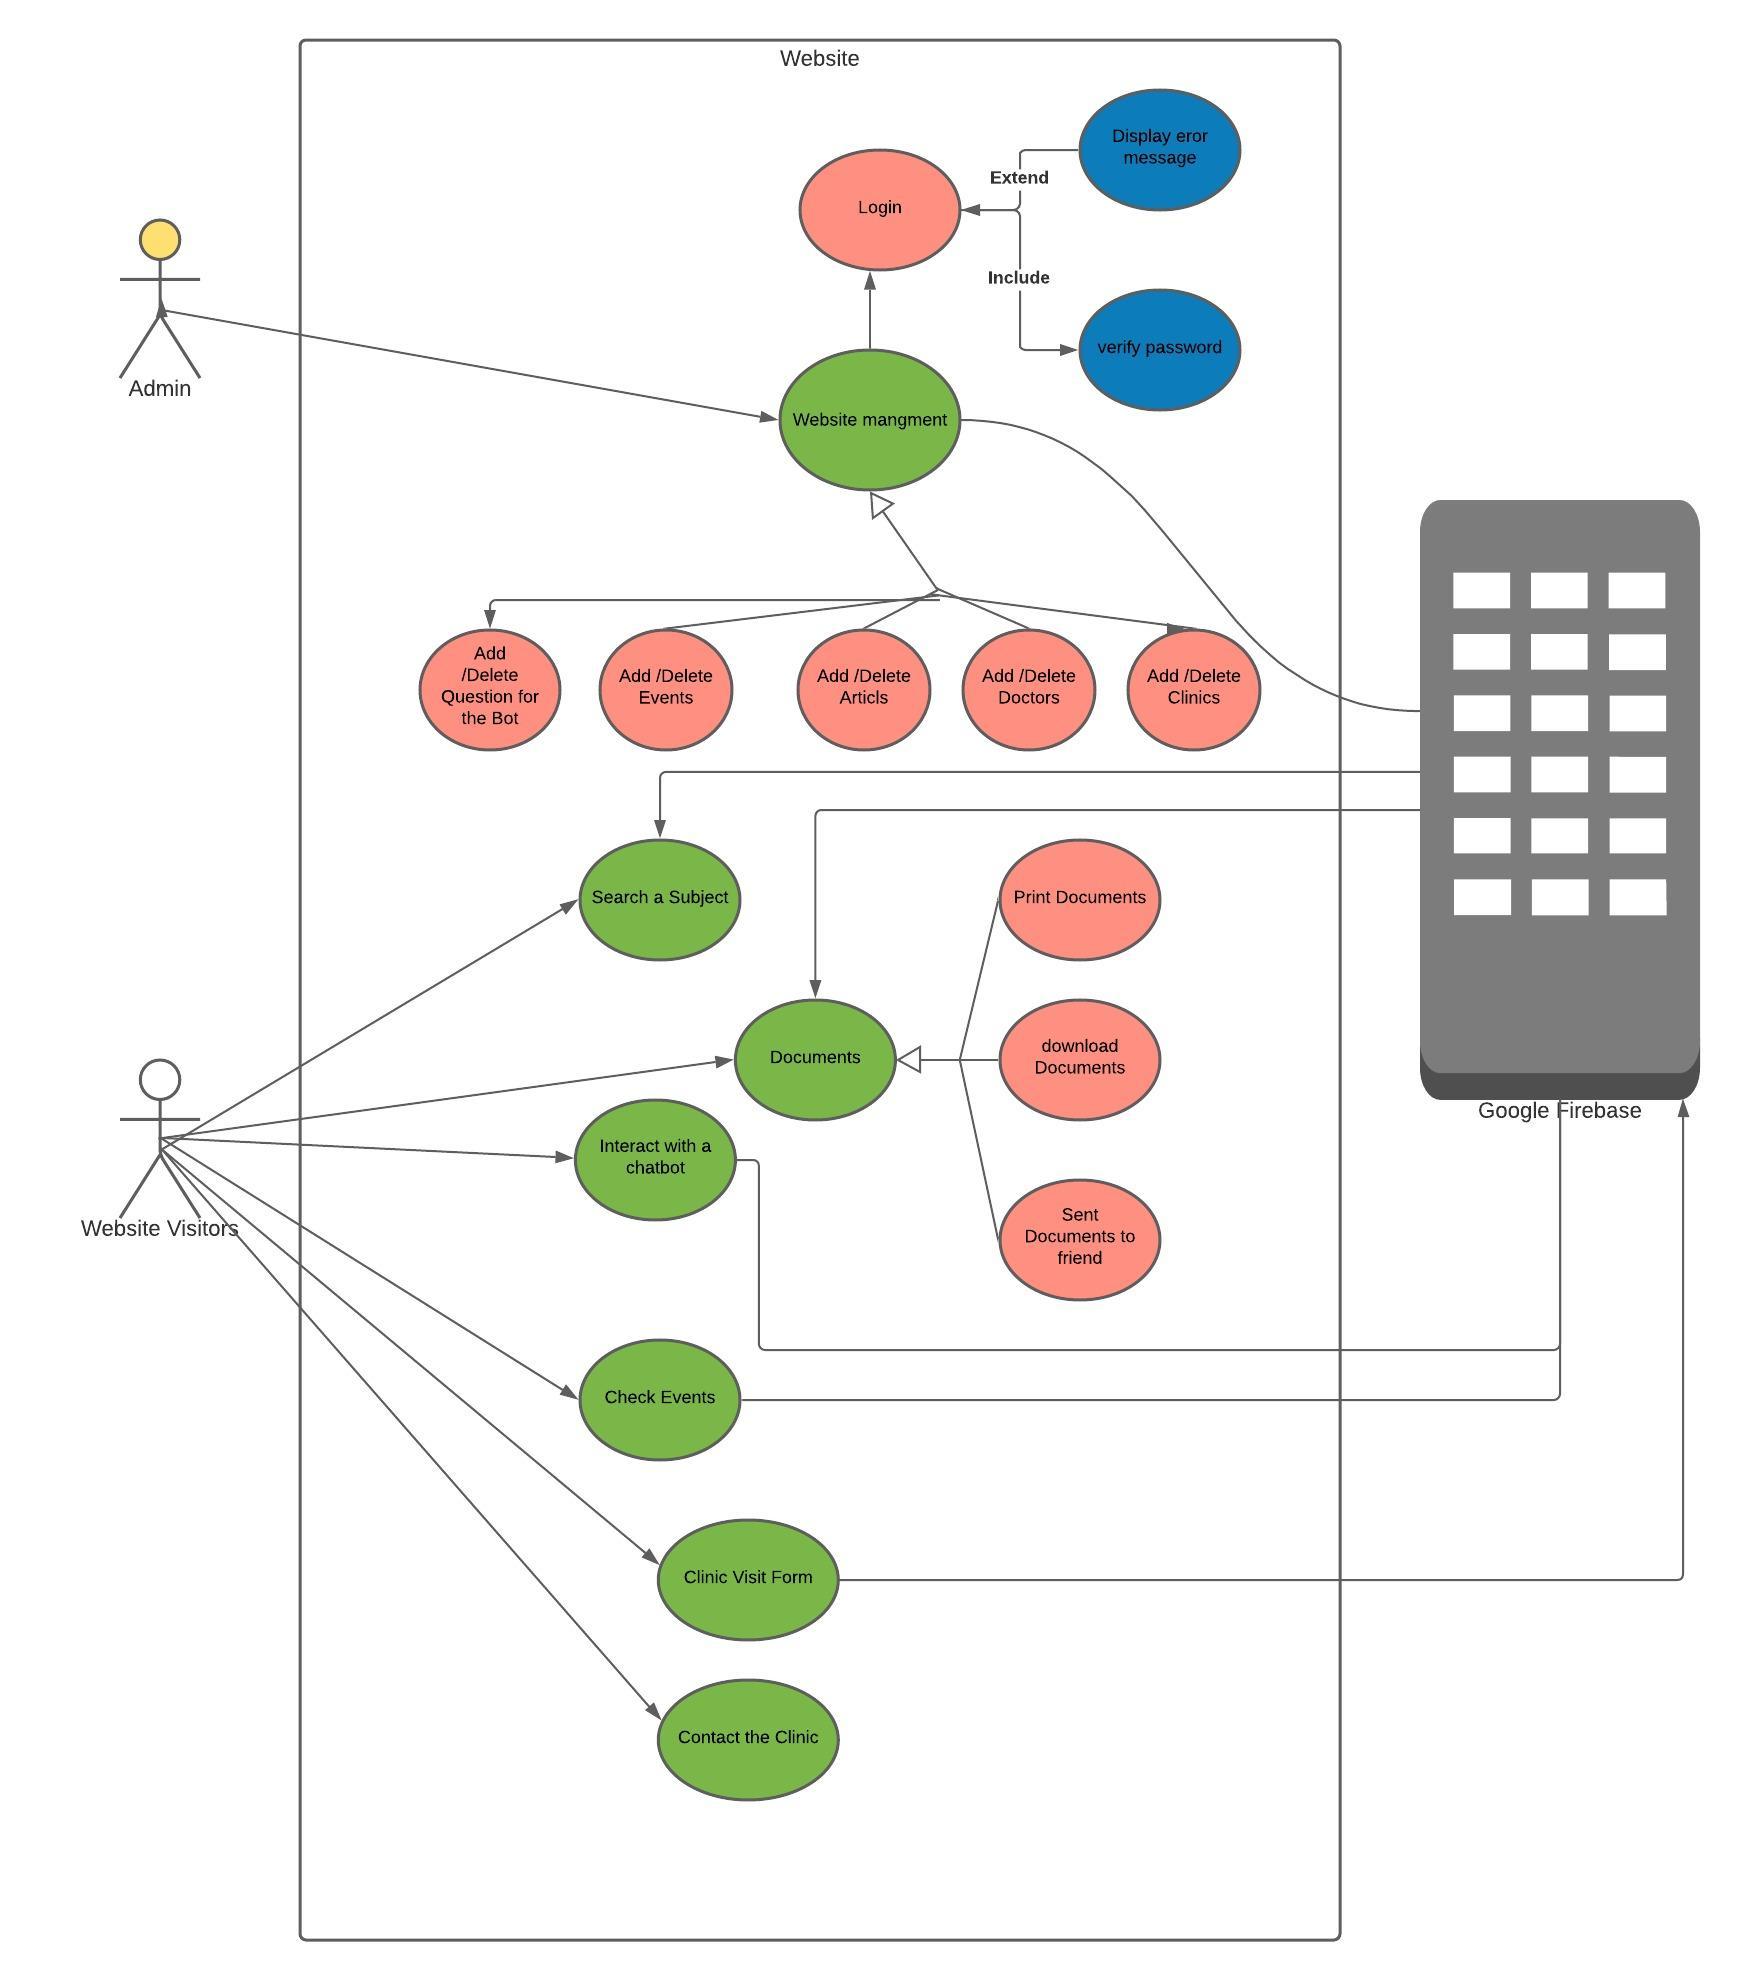 Website
Display eror
message
Extend
Login
Include
verify password
Admin
Website mangment
Add
/Delete
Question for
the Bot
Add /Delete
Events
Add /Delete
Articls
Add /Delete
Doctors
Add /Delete
Clinics
Search a Subject
Print Documents
Documents
download
Documents
Google Firebase
Interact with a
chatbot
Website Visitors
Sent
Documents to
friend
Check Events
Clinic Visit Form
Contact the Clinic